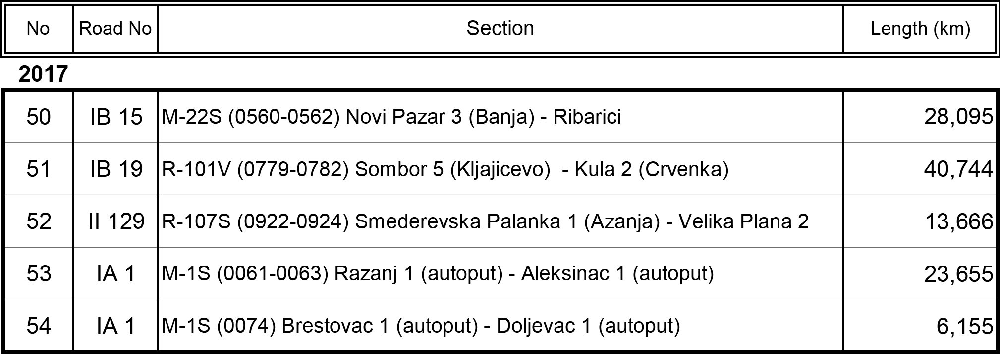 No Road No Section Length (km)
2017
50 IB 15 M-22S (0560-0562) Novi Pazar 3 (Banja) - Ribarici 28,095
51 IB 19 R-101V (0779-0782) Sombor 5 (Kljajicevo)  - Kula 2 (Crvenka) 40,744
52 II 129 R-107S (0922-0924) Smederevska Palanka 1 (Azanja) - Velika Plana 2 13,666
53 IA 1 M-1S (0061-0063) Razanj 1 (autoput) - Aleksinac 1 (autoput) 23,655
54 IA 1 M-1S (0074) Brestovac 1 (autoput) - Doljevac 1 (autoput) 6,155